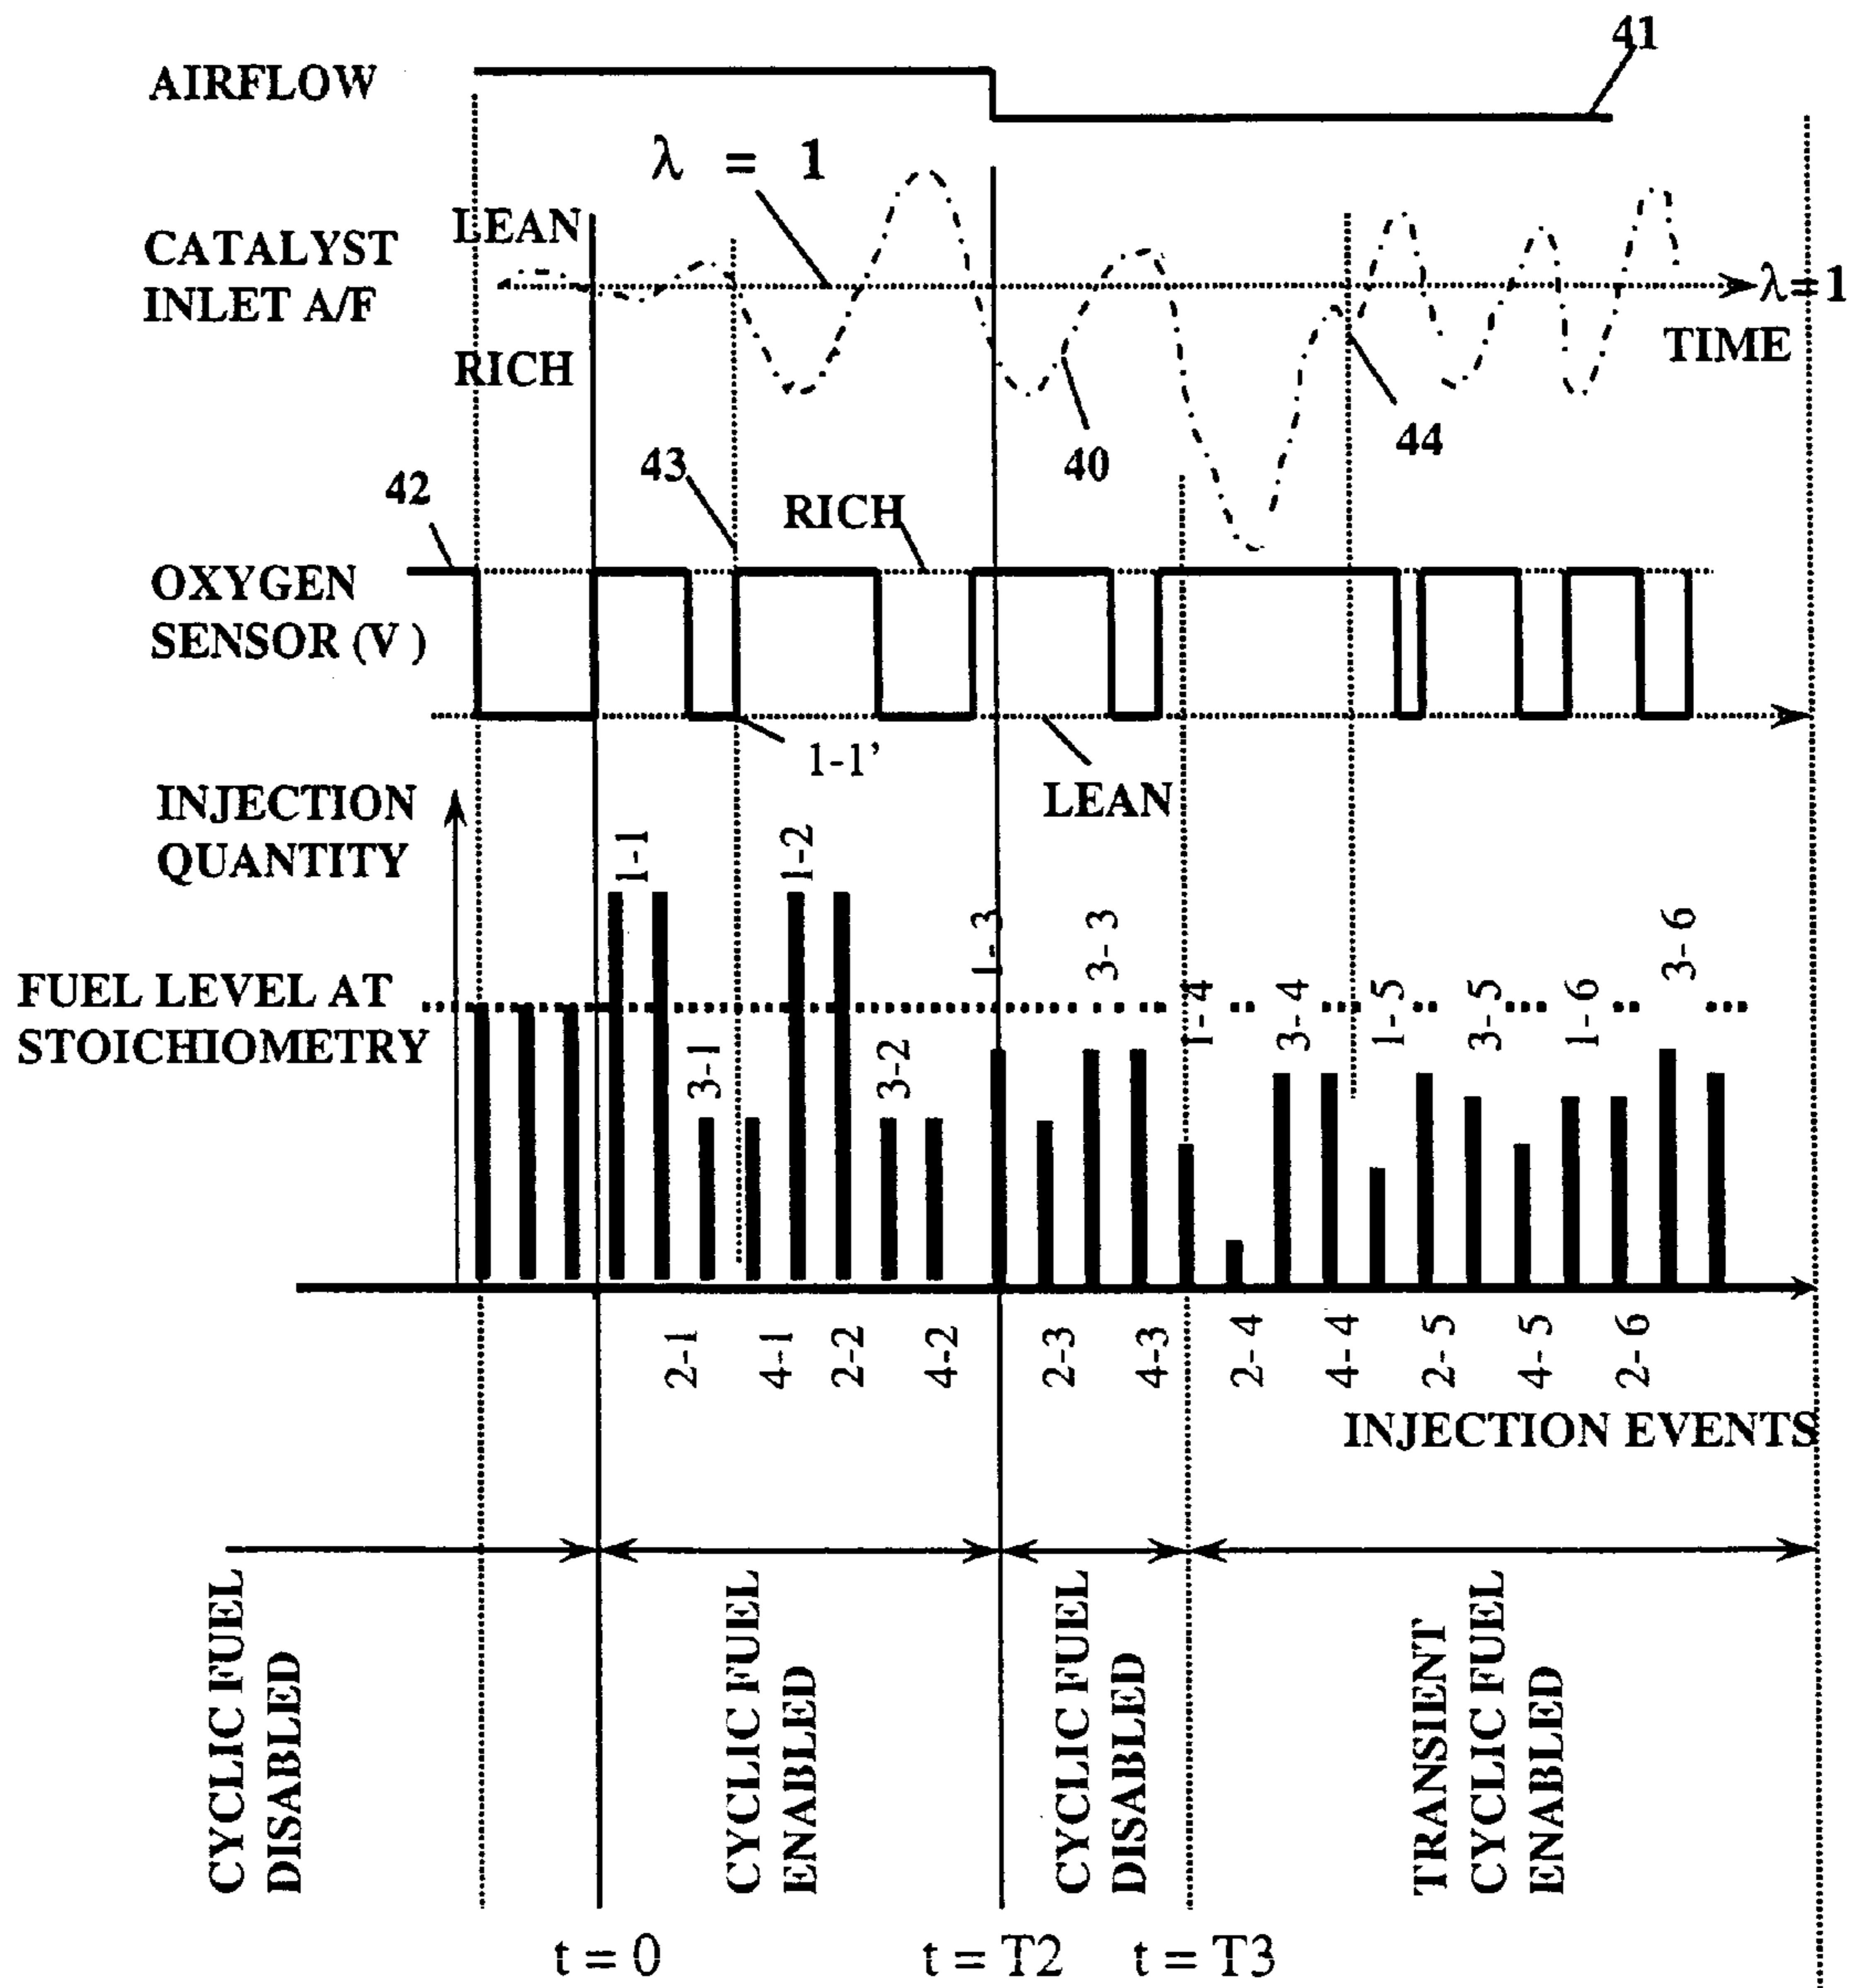 41
AIRFLOW
λ = 1
LEAN
CATALYST
INLET A/F
λ=1
RICH
TIME
40
44
43
42
RICH
OXYGEN
SENSOR (V )
1-1’
LEAN
INJECTION
QUANTITY
1-1
1-2
1-3
3- 3
3- 6
FUEL LEVEL AT
STOICHIOMETRY
3-1
3-2
1-4
3- 4
1- 5
3- 5
1- 6
2-1
4-1
2-2
4-2
2-3
4-3
2- 4
4- 4
2- 5
4- 5
2- 6
INJECTION EVENTS
CYCLIC FUEL
DISABLED
CYCLIC FUEL
ENABLED
CYCLIC FUEL
DISABLED
TRANSIENT
CYCLIC FUEL
ENABLED
t = 0
t = T2
t = T3